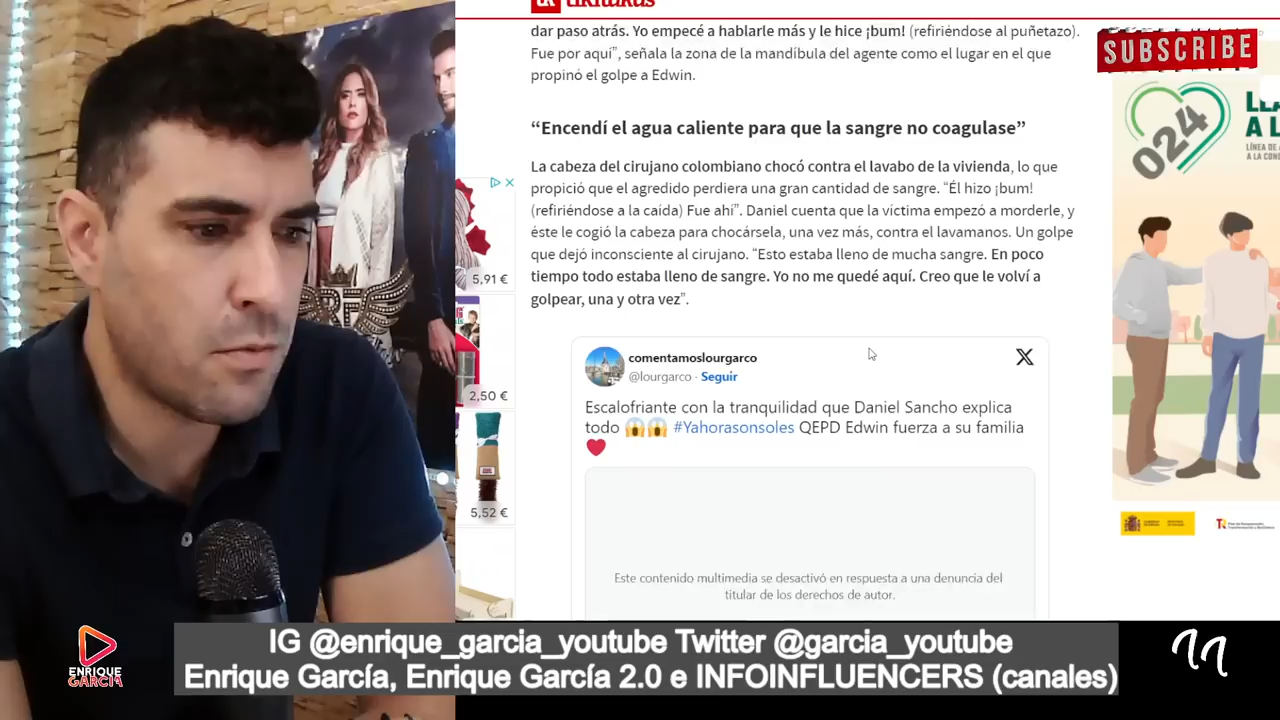 tikitakas
dar paso atrás. Yo empecé a hablarle más y le hice ¡bum! (refiriéndose al puñetazo).
Fue por aquí”, señala la zona de la mandíbula del agente como el lugar en el que
propinó el golpe a Edwin.
SUBSCRIBE
“Encendí el agua caliente para que la sangre no coagulase”
La cabeza del cirujano colombiano chocó contra el lavabo de la vivienda, lo que
propició que el agredido perdiera una gran cantidad de sangre. “Él hizo ¡bum!
(refiriéndose a la caída) Fue ahí”. Daniel cuenta que la víctima empezó a morderle, y
éste le cogió la cabeza para chocársela, una vez más, contra el lavamanos. Un golpe
que dejó inconsciente al cirujano. “Esto estaba lleno de mucha sangre. En poco
tiempo todo estaba lleno de sangre. Yo no me quedé aquí. Creo que le volví a
golpear, una y otra vez”.
5,91 €
2,50 €
5,52 €
comentamoslourgarco
@lourgarco · Seguir
Escalofriante con la tranquilidad que Daniel Sancho explica
todo 😱😱 #Yahorasonsoles QEPD Edwin fuerza a su familia
❤️
Este contenido multimedia se desactivó en respuesta a una denuncia del
titular de los derechos de autor.
024
A L
LÍNEA DE A
A LA CON
IG @enrique_garcia_youtube Twitter @garcia_youtube
Enrique García, Enrique García 2.0 e INFOINFLUENCERS (canales)
ENRIQUE
GARCÍA